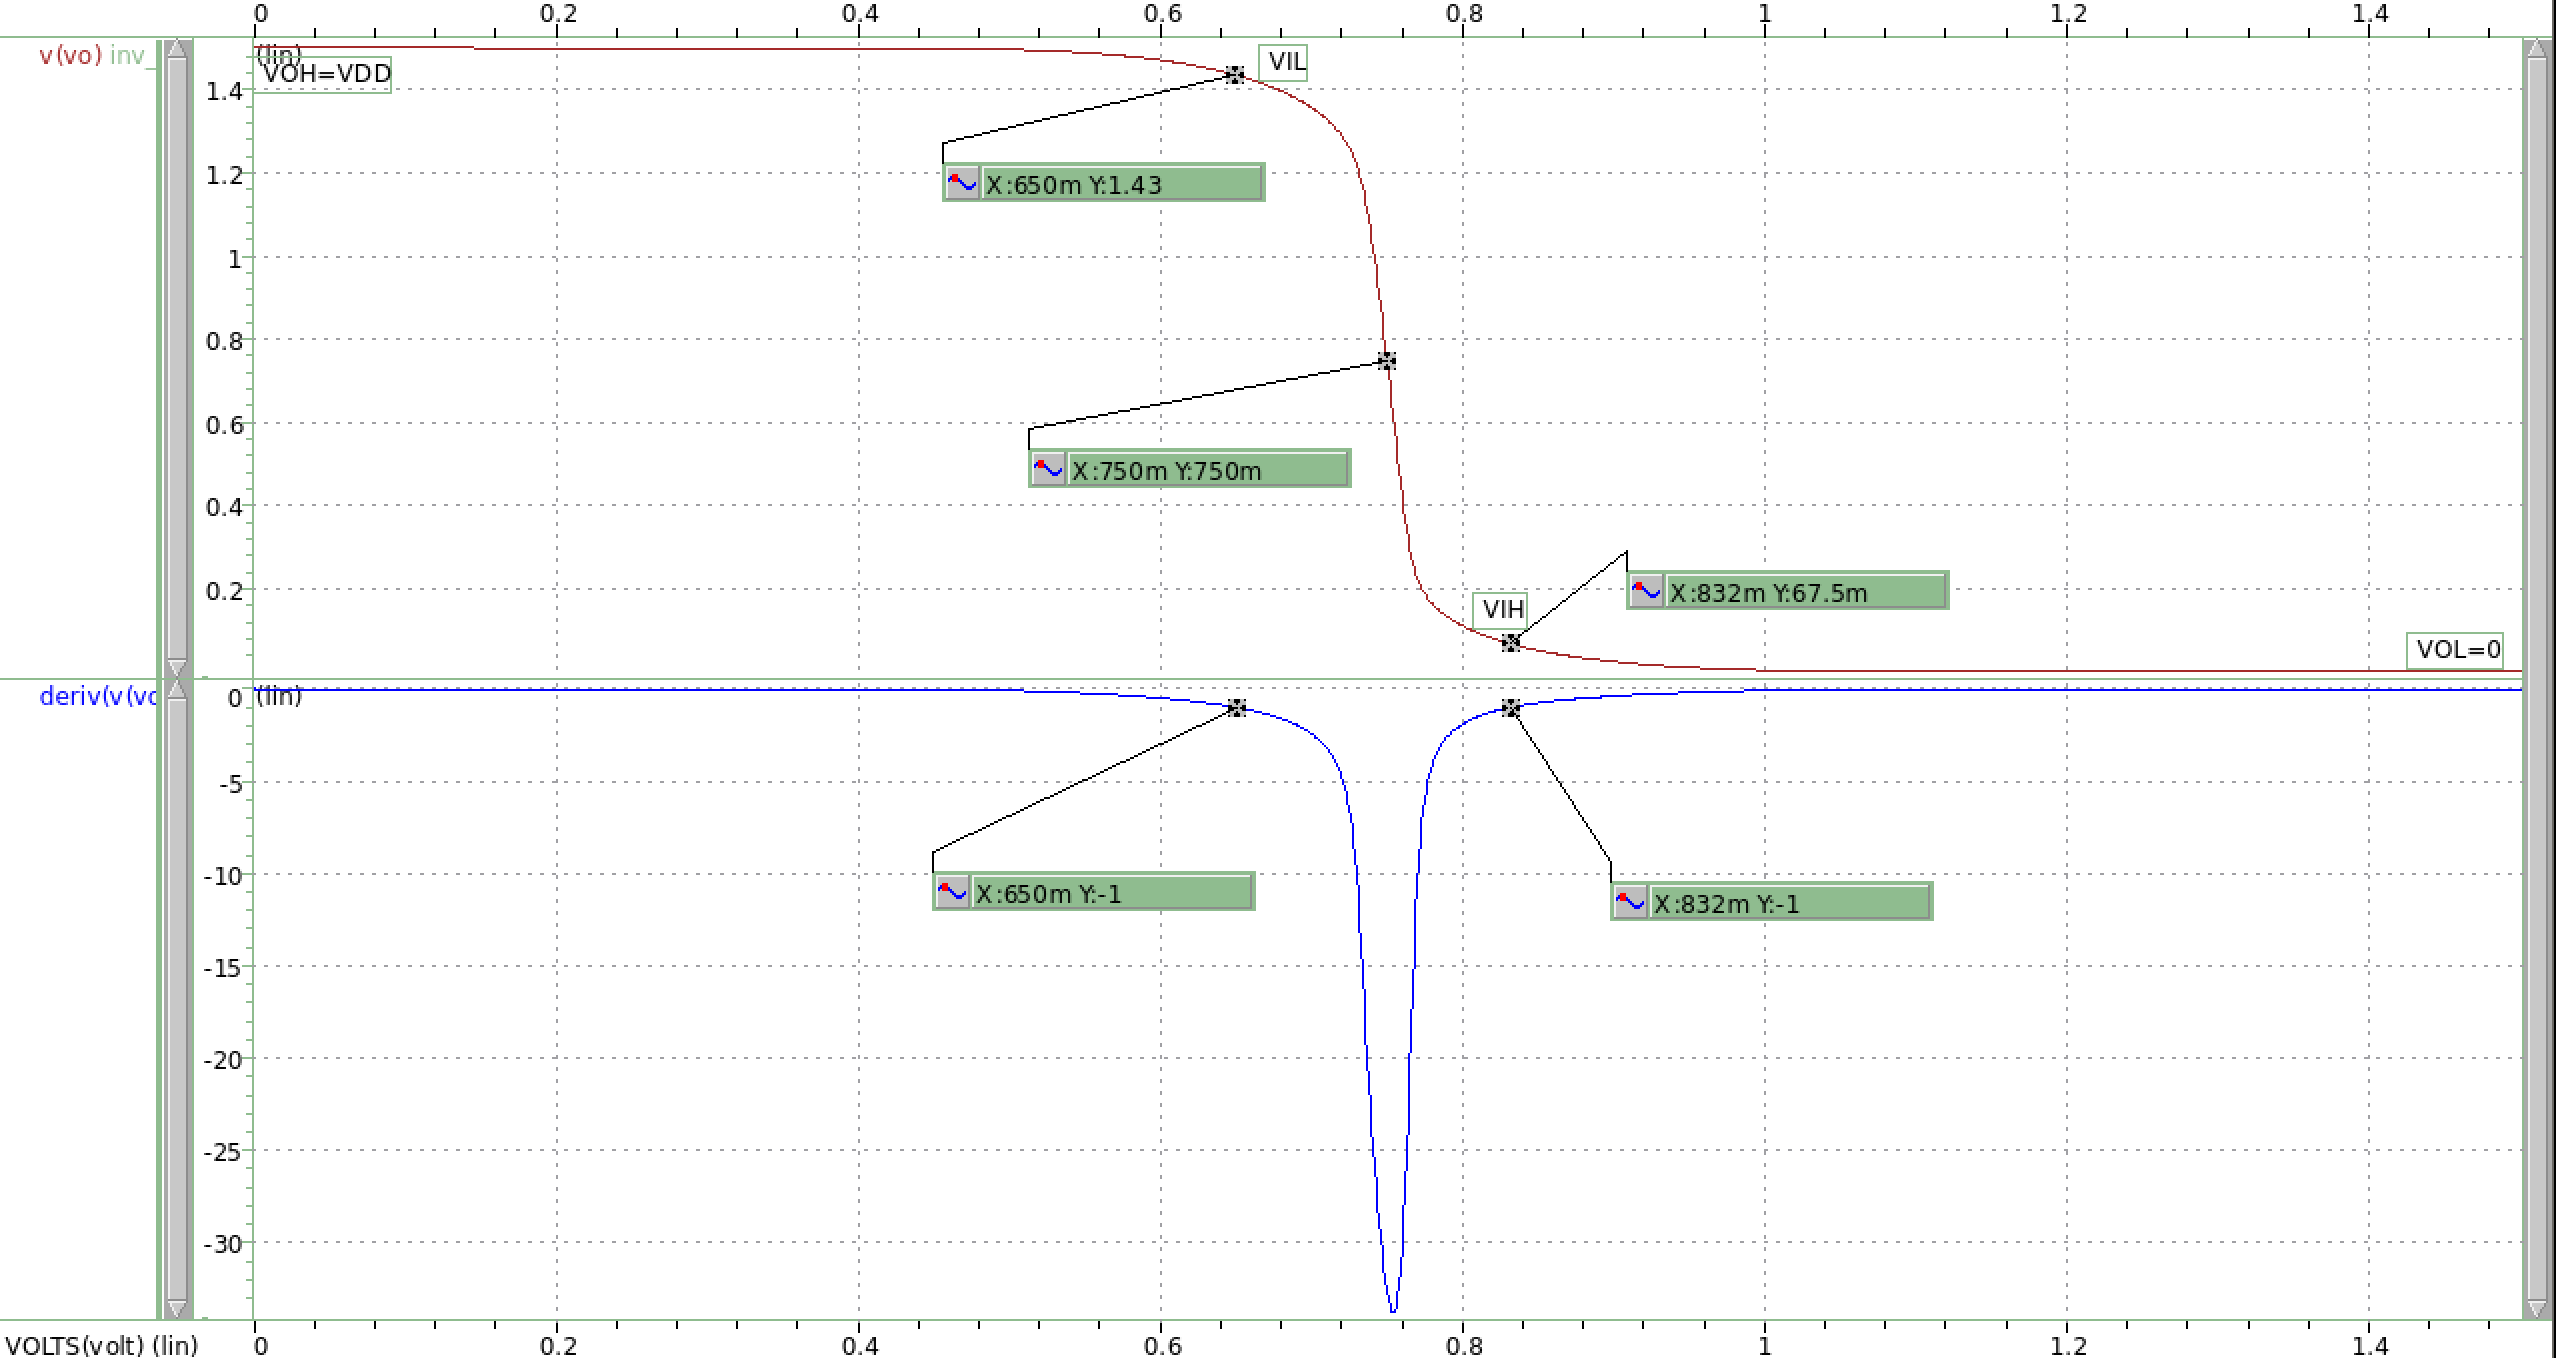 0 0.2 0.4 0.6 0.8 1 1.2 1.4
v(vo) inv_
(lin)
VOH=VDD
VIL
1.4
X:650m Y:1.43
1.2
1
0.8
0.6
X:750m Y:750m
0.4
X:832m Y:67.5m
0.2
VIH
VOL=0
deriv(v(vo
0
(lin)
-5
-10
X:650m Y:-1
X:832m Y:-1
-15
-20
-25
-30
VOLTS(volt) (lin)
0 0.2 0.4 0.6 0.8 1 1.2 1.4